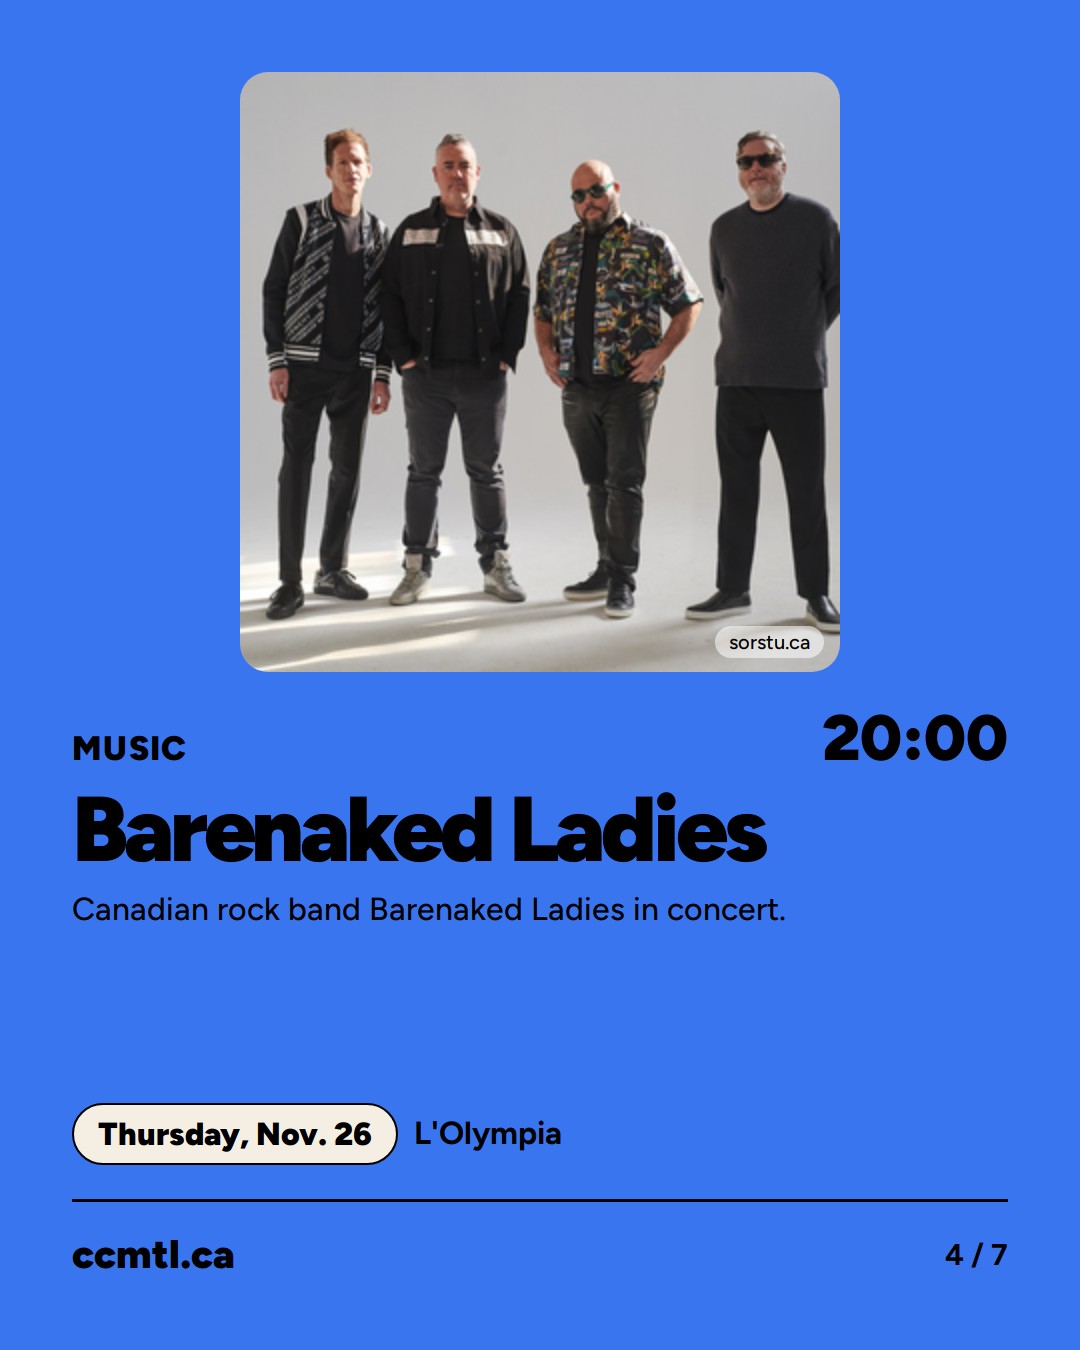 sorstu.ca
MUSIC
20:00
Barenaked Ladies
Canadian rock band Barenaked Ladies in concert.
Thursday, Nov. 26
L'Olympia
ccmtl.ca
4 / 7